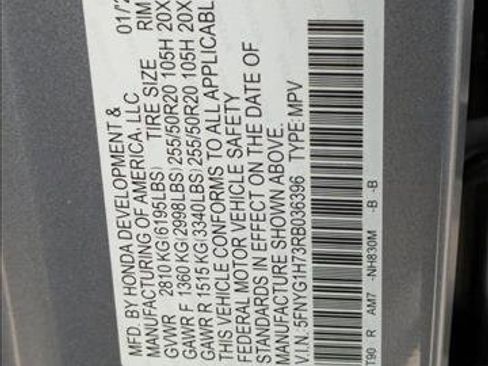 MFD. BY HONDA DEVELOPMENT & 01/2
MANUFACTURING OF AMERICA, LLC
TIRE SIZE RIM
GVWR 2810 KG(6195LBS)
GAWR F 1360 KG(2998LBS) 255/50R20 105H 20X
GAWR R 1515 KG(3340LBS) 255/50R20 105H 20X
THIS VEHICLE CONFORMS TO ALL APPLICABL
FEDERAL MOTOR VEHICLE SAFETY
STANDARDS IN EFFECT ON THE DATE OF
MANUFACTURE SHOWN ABOVE.
V.I.N.: 5FNYG1H73RB036396 TYPE: MPV
T90 R AM7 -NH830M -B -B